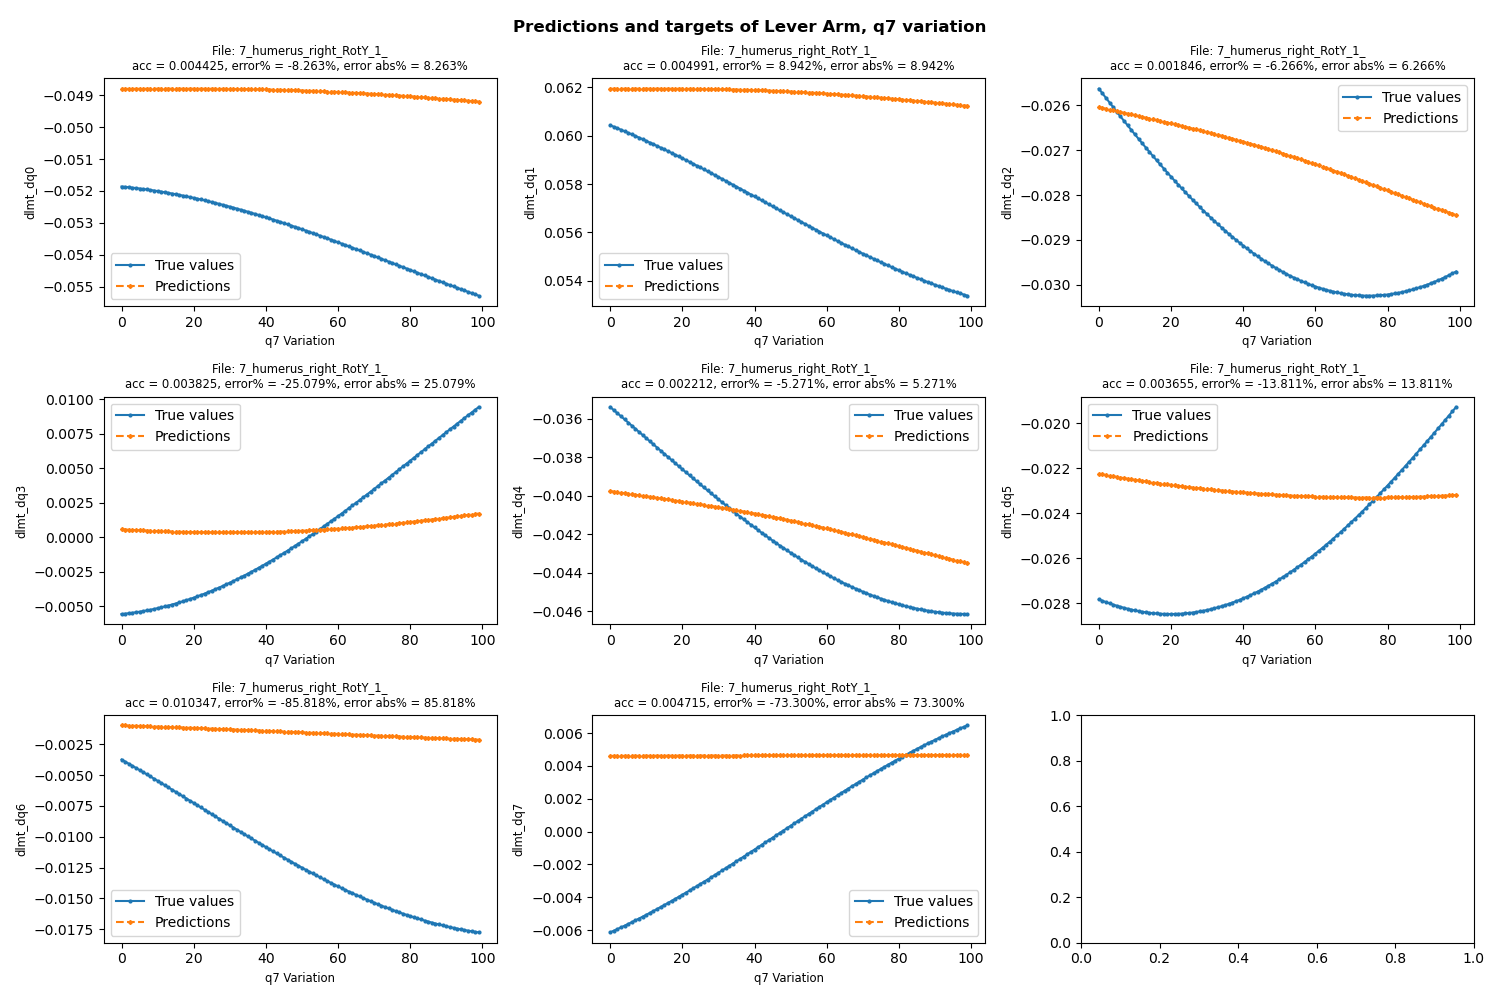 Predictions and targets of Lever Arm, q7 variation
File: 7_humerus_right_RotY_1_
acc = 0.004425, error% = -8.263%, error abs% = 8.263%
−0.049
−0.050
−0.051
−0.052
−0.053
−0.054
−0.055
dlmt_dq0
True values
Predictions
0 20 40 60 80 100
q7 Variation
File: 7_humerus_right_RotY_1_
acc = 0.004991, error% = 8.942%, error abs% = 8.942%
0.062
0.060
0.058
0.056
0.054
dlmt_dq1
True values
Predictions
0 20 40 60 80 100
q7 Variation
File: 7_humerus_right_RotY_1_
acc = 0.001846, error% = -6.266%, error abs% = 6.266%
−0.026
−0.027
−0.028
−0.029
−0.030
dlmt_dq2
True values
Predictions
0 20 40 60 80 100
q7 Variation
File: 7_humerus_right_RotY_1_
acc = 0.003825, error% = -25.079%, error abs% = 25.079%
0.0100
0.0075
0.0050
0.0025
0.0000
−0.0025
−0.0050
dlmt_dq3
True values
Predictions
0 20 40 60 80 100
q7 Variation
File: 7_humerus_right_RotY_1_
acc = 0.002212, error% = -5.271%, error abs% = 5.271%
−0.036
−0.038
−0.040
−0.042
−0.044
−0.046
dlmt_dq4
True values
Predictions
0 20 40 60 80 100
q7 Variation
File: 7_humerus_right_RotY_1_
acc = 0.003655, error% = -13.811%, error abs% = 13.811%
−0.020
−0.022
−0.024
−0.026
−0.028
dlmt_dq5
True values
Predictions
0 20 40 60 80 100
q7 Variation
File: 7_humerus_right_RotY_1_
acc = 0.010347, error% = -85.818%, error abs% = 85.818%
−0.0025
−0.0050
−0.0075
−0.0100
−0.0125
−0.0150
−0.0175
dlmt_dq6
True values
Predictions
0 20 40 60 80 100
q7 Variation
File: 7_humerus_right_RotY_1_
acc = 0.004715, error% = -73.300%, error abs% = 73.300%
0.006
0.004
0.002
0.000
−0.002
−0.004
−0.006
dlmt_dq7
True values
Predictions
0 20 40 60 80 100
q7 Variation
1.0
0.8
0.6
0.4
0.2
0.0
0.0 0.2 0.4 0.6 0.8 1.0